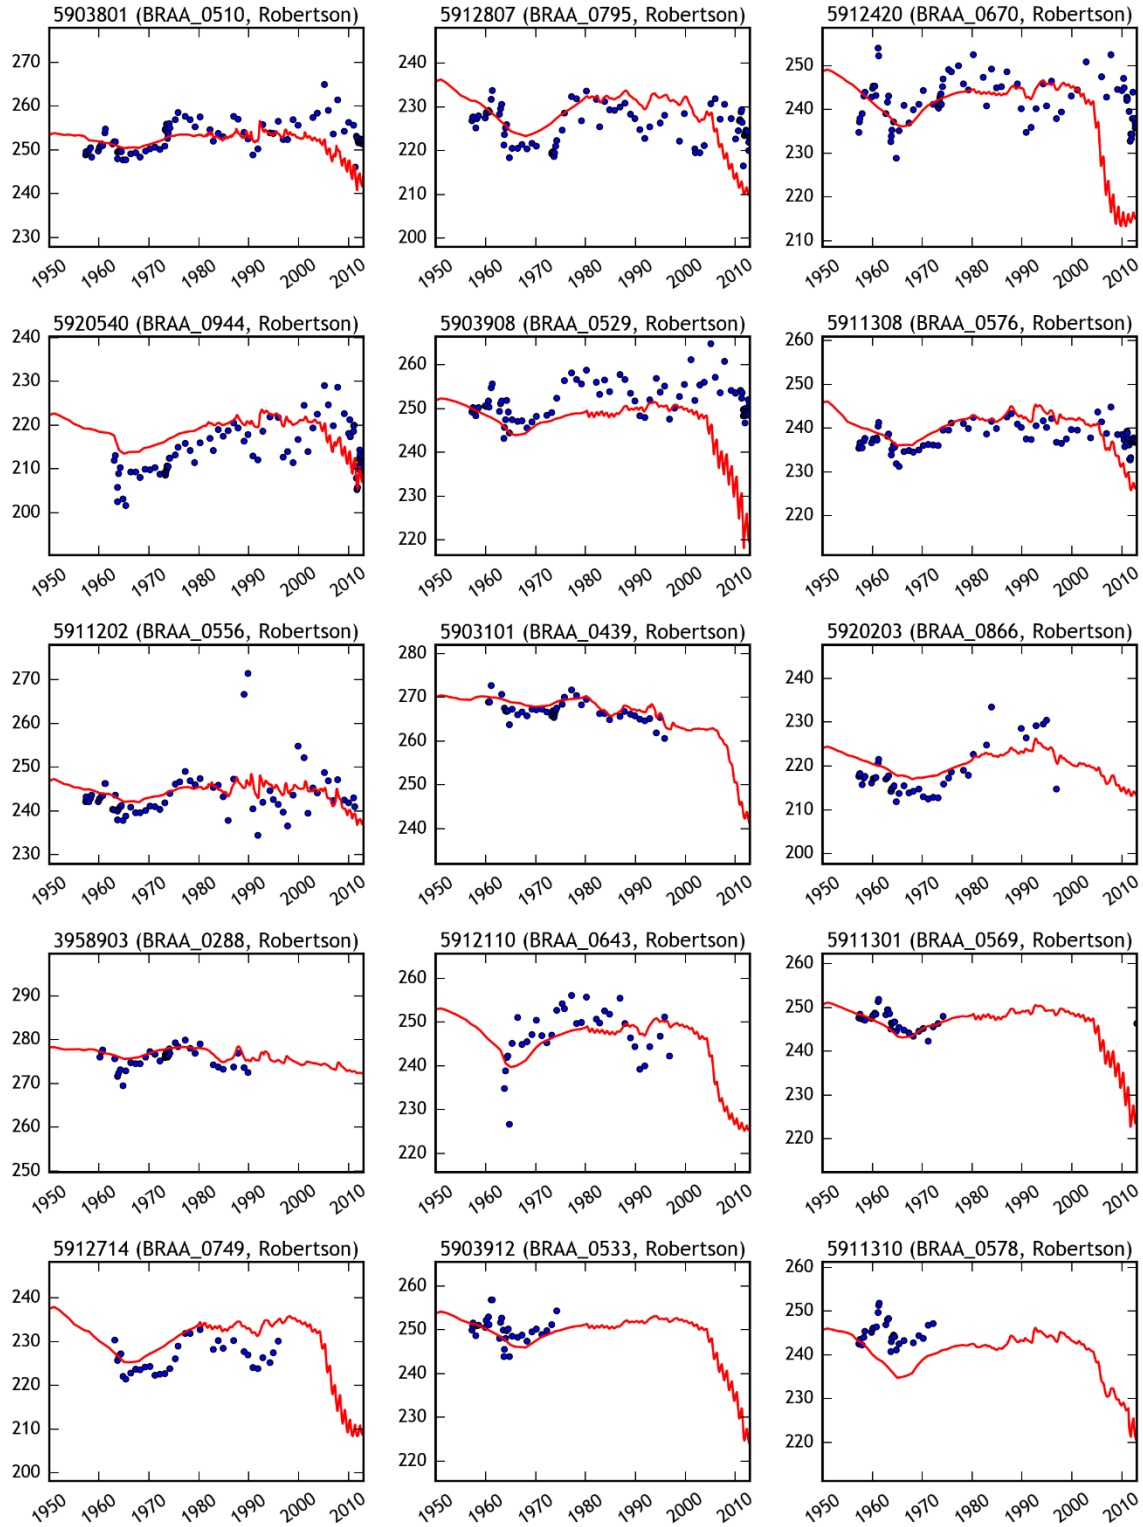 5903801 (BRAA_0510, Robertson)
270
260
250
240
230
1950 1960 1970 1980 1990 2000 2010
5912807 (BRAA_0795, Robertson)
240
230
220
210
200
1950 1960 1970 1980 1990 2000 2010
5912420 (BRAA_0670, Robertson)
250
240
230
220
210
1950 1960 1970 1980 1990 2000 2010
5920540 (BRAA_0944, Robertson)
240
230
220
210
200
1950 1960 1970 1980 1990 2000 2010
5903908 (BRAA_0529, Robertson)
260
250
240
230
220
1950 1960 1970 1980 1990 2000 2010
5911308 (BRAA_0576, Robertson)
260
250
240
230
220
1950 1960 1970 1980 1990 2000 2010
5911202 (BRAA_0556, Robertson)
270
260
250
240
230
1950 1960 1970 1980 1990 2000 2010
5903101 (BRAA_0439, Robertson)
280
270
260
250
240
1950 1960 1970 1980 1990 2000 2010
5920203 (BRAA_0866, Robertson)
240
230
220
210
200
1950 1960 1970 1980 1990 2000 2010
3958903 (BRAA_0288, Robertson)
290
280
270
260
250
1950 1960 1970 1980 1990 2000 2010
5912110 (BRAA_0643, Robertson)
260
250
240
230
220
1950 1960 1970 1980 1990 2000 2010
5911301 (BRAA_0569, Robertson)
260
250
240
230
220
1950 1960 1970 1980 1990 2000 2010
5912714 (BRAA_0749, Robertson)
240
230
220
210
200
1950 1960 1970 1980 1990 2000 2010
5903912 (BRAA_0533, Robertson)
260
250
240
230
220
1950 1960 1970 1980 1990 2000 2010
5911310 (BRAA_0578, Robertson)
260
250
240
230
220
1950 1960 1970 1980 1990 2000 2010